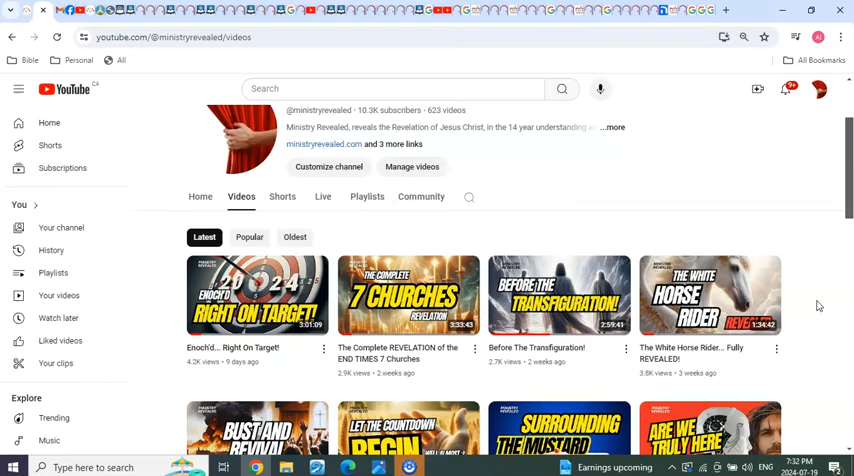 youtube.com/@ministryrevealed/videos
Bible
Personal
All
All Bookmarks
YouTube CA
Search
9+
@ministryrevealed · 10.3K subscribers · 623 videos
Ministry Revealed, reveals the Revelation of Jesus Christ, in the 14 year understanding ...more
ministryrevealed.com and 3 more links
Customize channel
Manage videos
Home
Shorts
Subscriptions
You
Your channel
History
Playlists
Your videos
Watch later
Liked videos
Your clips
Explore
Trending
Music
Home
Videos
Shorts
Live
Playlists
Community
Latest
Popular
Oldest
MINISTRY REVEALED
2024
ENOCH'D
RIGHT ON TARGET!
3:01:09
Enoch'd... Right On Target!
4.2K views · 9 days ago
THE COMPLETE
7 CHURCHES
REVELATION
3:33:43
The Complete REVELATION of the
END TIMES 7 Churches
2.9K views · 2 weeks ago
MINISTRY REVEALED
BEFORE THE
TRANSFIGURATION!
2:59:41
Before The Transfiguration!
2.7K views · 2 weeks ago
MINISTRY REVEALED
THE WHITE
HORSE
RIDER
REVEALED
1:34:42
The White Horse Rider... Fully
REVEALED!
3.8K views · 3 weeks ago
BUST AND
REVIVAL
LET THE COUNTDOWN
BEGIN
SURROUNDING
THE MUSTARD
ARE WE
TRULY HERE
Type here to search
Earnings upcoming
ENG
7:32 PM
2024-07-19